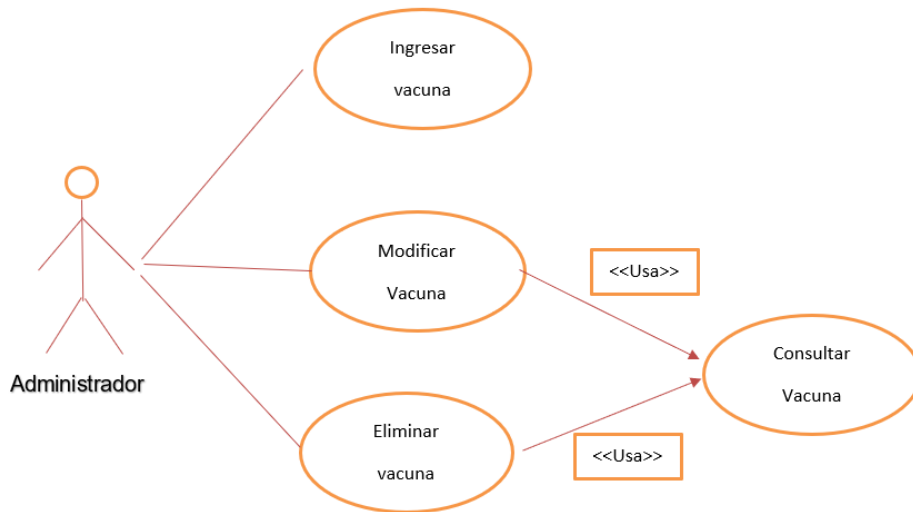 Ingresar
vacuna
Modificar
Vacuna
<<Usa>>
Consultar
Vacuna
Administrador
Eliminar
vacuna
<<Usa>>